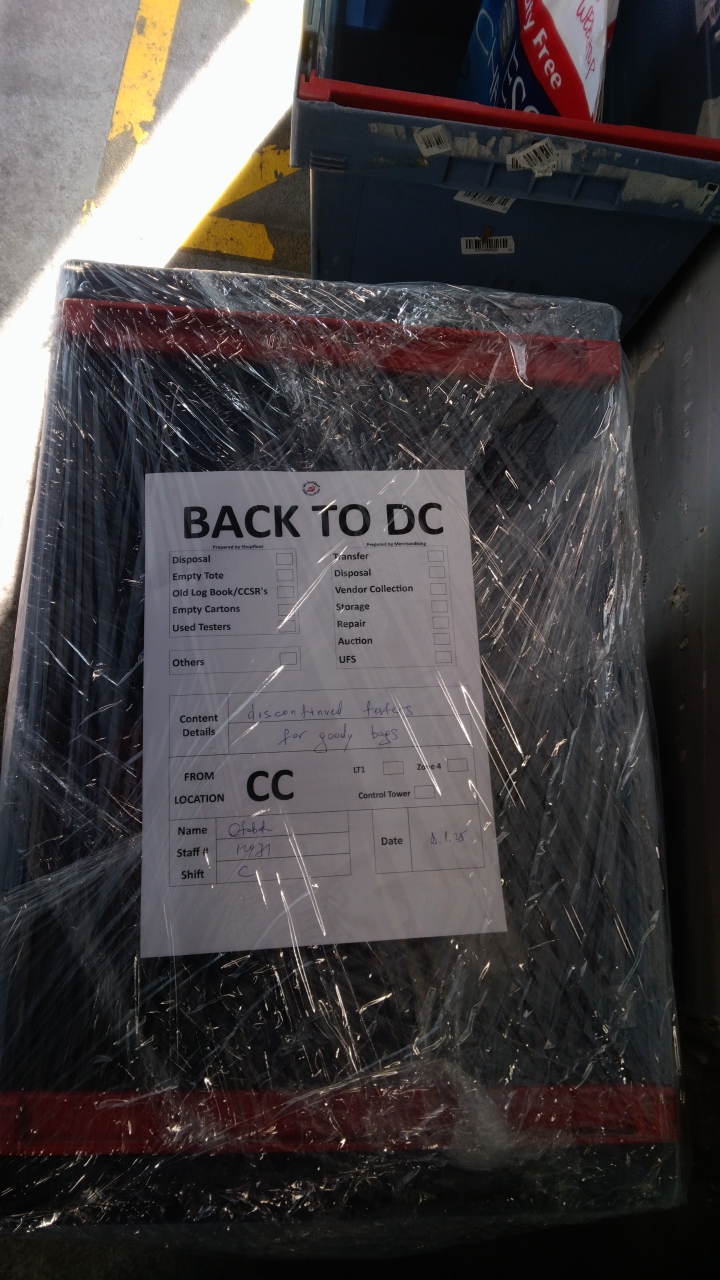 ty Free
BACK TO DC
Prepared by Shopfloor
Disposal
Empty Tote
Old Log Book/CCSR's
Empty Cartons
Used Testers
Others
Prepared by Merchandising
Transfer
Disposal
Vendor Collection
Storage
Repair
Auction
UFS
Content Details
discontinued testers
for goody bags
FROM LOCATION
CC
LT1
Zone 4
Control Tower
Name
Staff #
Shift C
Date